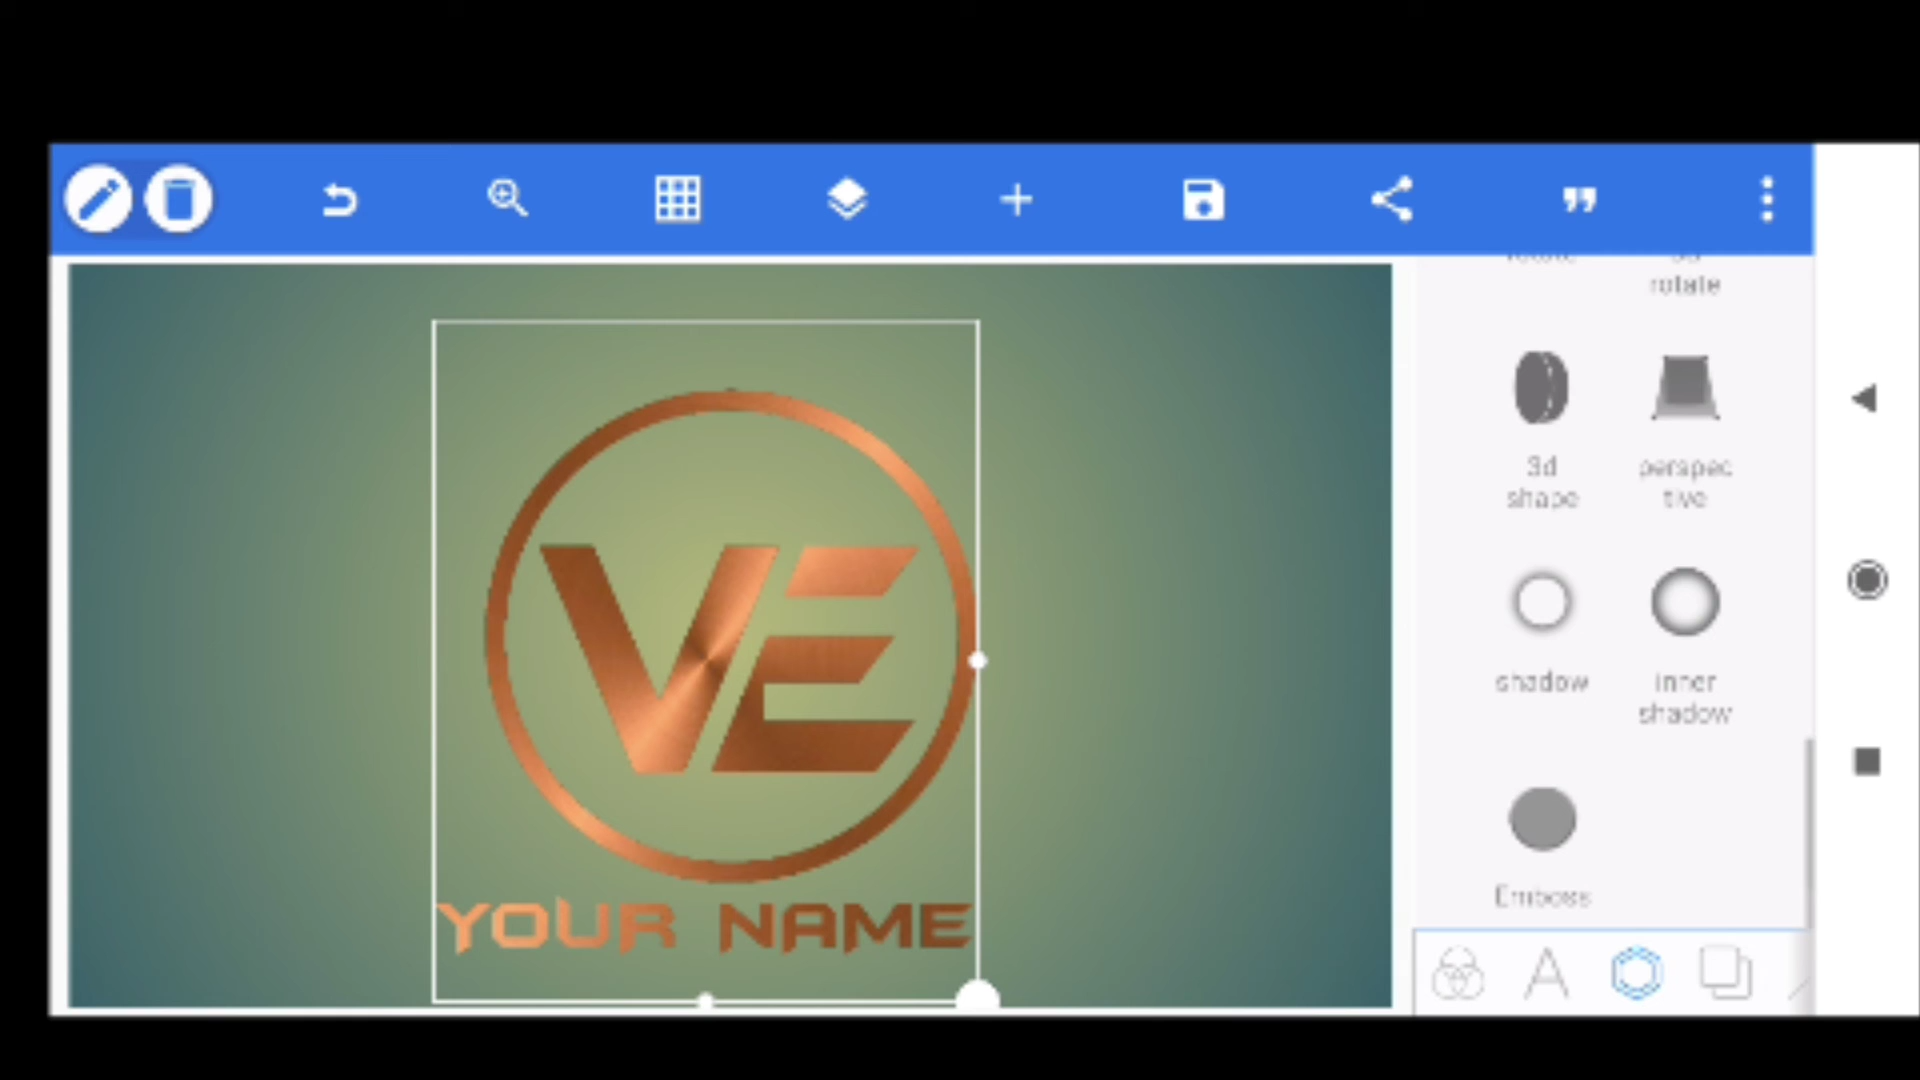 rotate
3d
shape
perspec
tive
shadow
inner
shadow
Emboss
VE
YOUR NAME